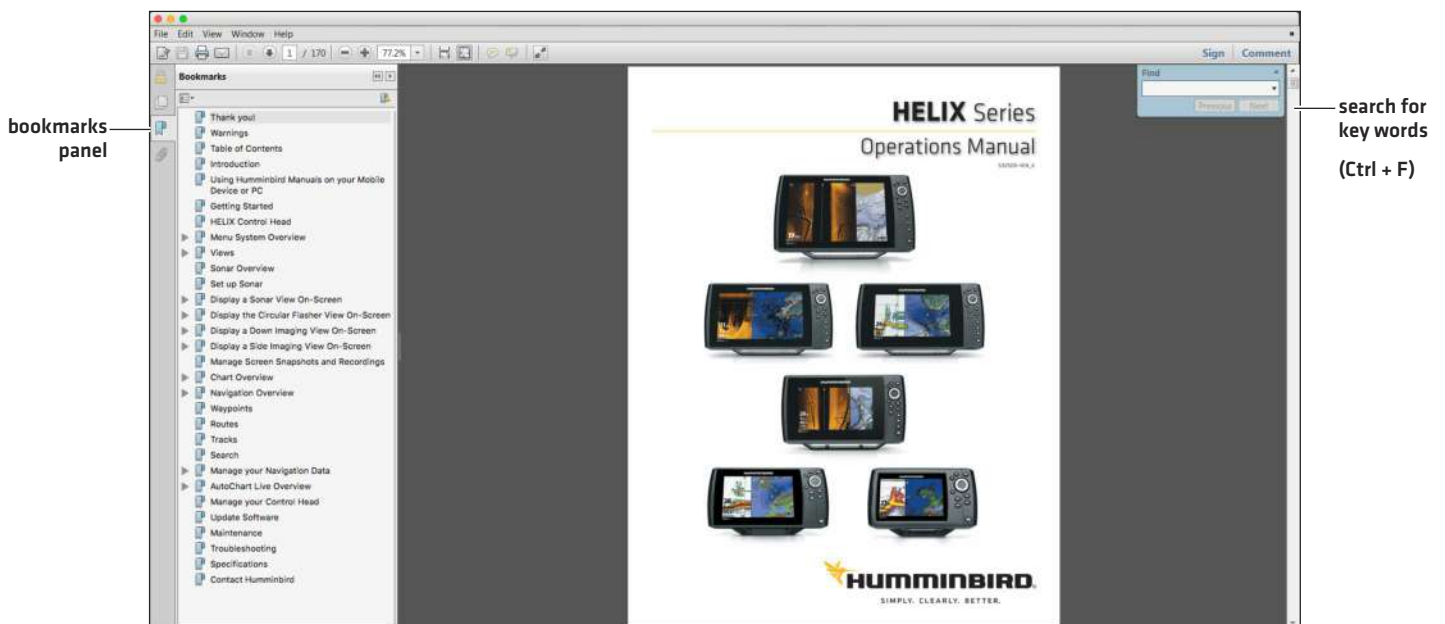 File Edit View Window Help
1 / 170 77.2%
Sign Comment
Bookmarks
Thank you!
Warnings
Table of Contents
Introduction
Using Humminbird Manuals on your Mobile
Device or PC
Getting Started
HELIX Control Head
Menu System Overview
Views
Sonar Overview
Set up Sonar
Display a Sonar View On-Screen
Display the Circular Flasher View On-Screen
Display a Down Imaging View On-Screen
Display a Side Imaging View On-Screen
Manage Screen Snapshots and Recordings
Chart Overview
Navigation Overview
Waypoints
Routes
Tracks
Search
Manage your Navigation Data
AutoChart Live Overview
Manage your Control Head
Update Software
Maintenance
Troubleshooting
Specifications
Contact Humminbird
bookmarks
panel
HELIX Series
Operations Manual
HUMMINBIRD
SIMPLY. CLEARLY. BETTER.
Find
Previous Next
search for
key words
(Ctrl + F)